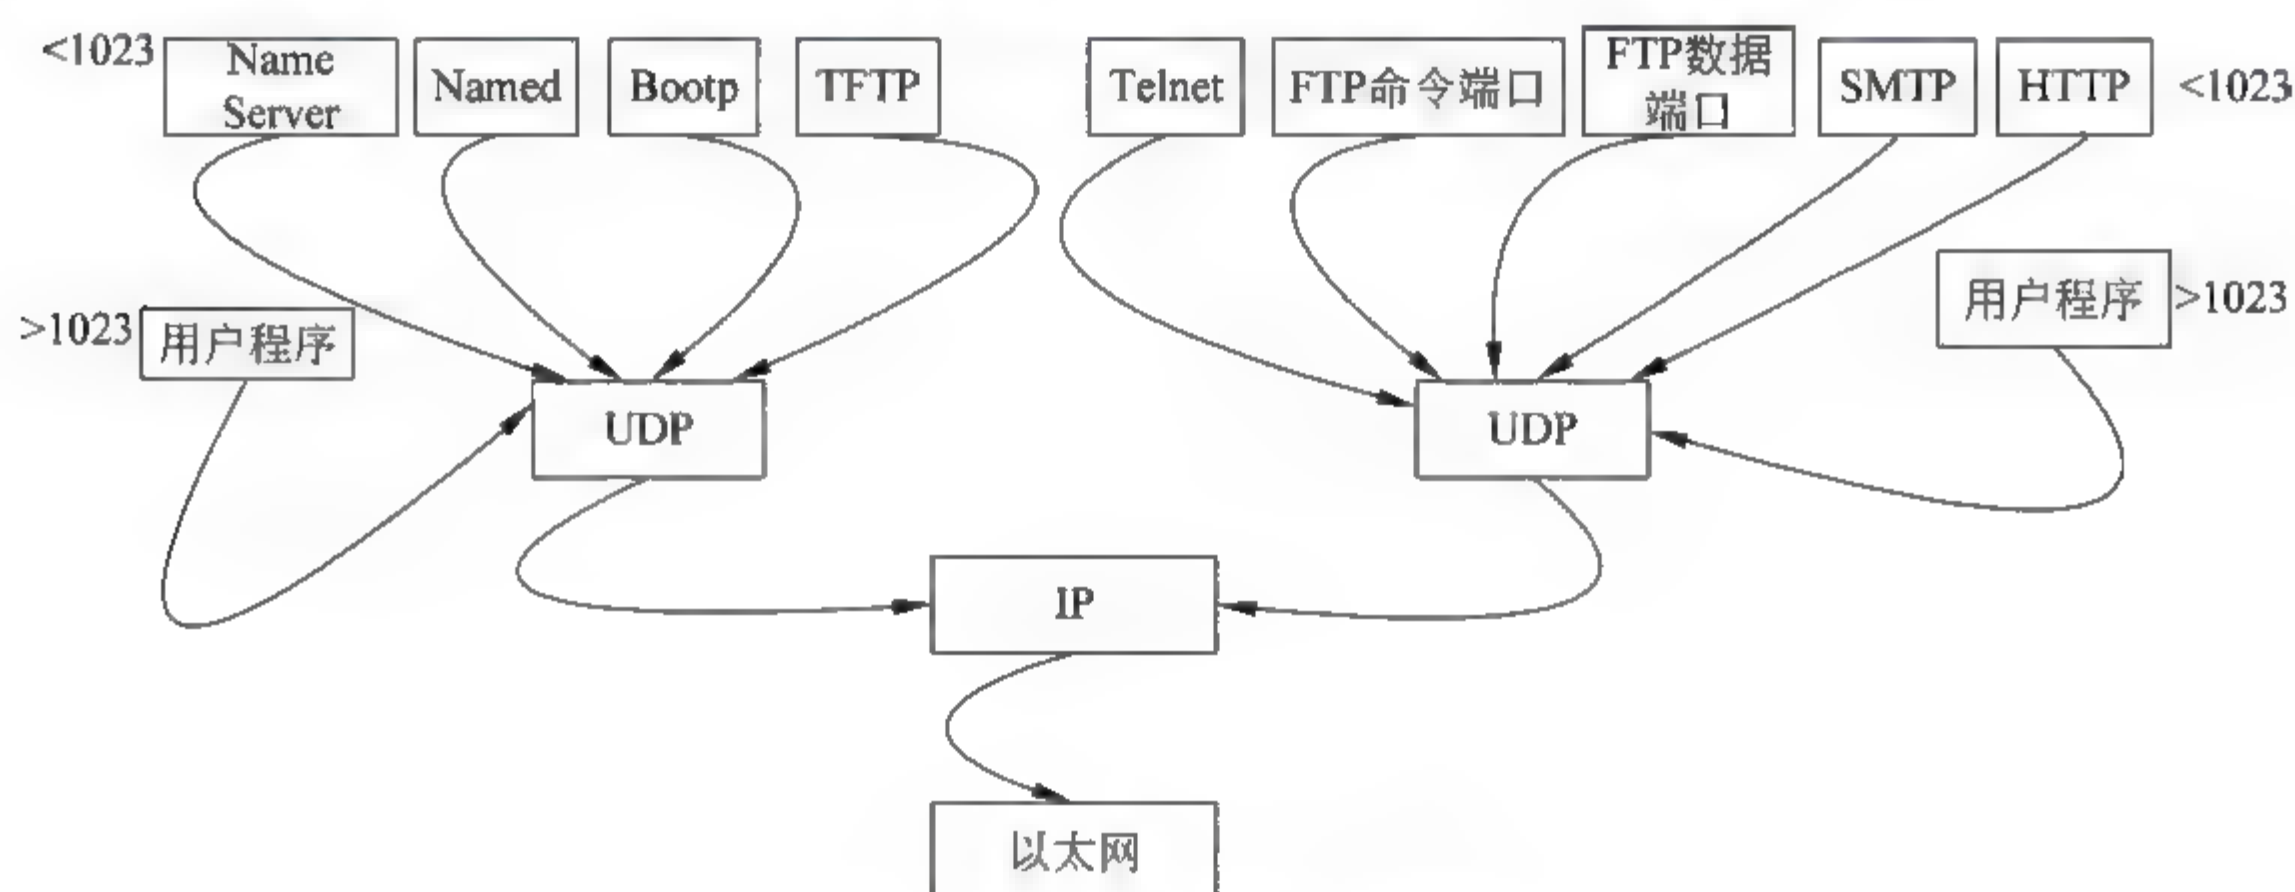 <1023
Name
Server
Named
Bootp
TFTP
Telnet
FTP命令端口
FTP数据
端口
SMTP
HTTP
<1023
>1023
用户程序
用户程序
>1023
UDP
UDP
IP
以太网